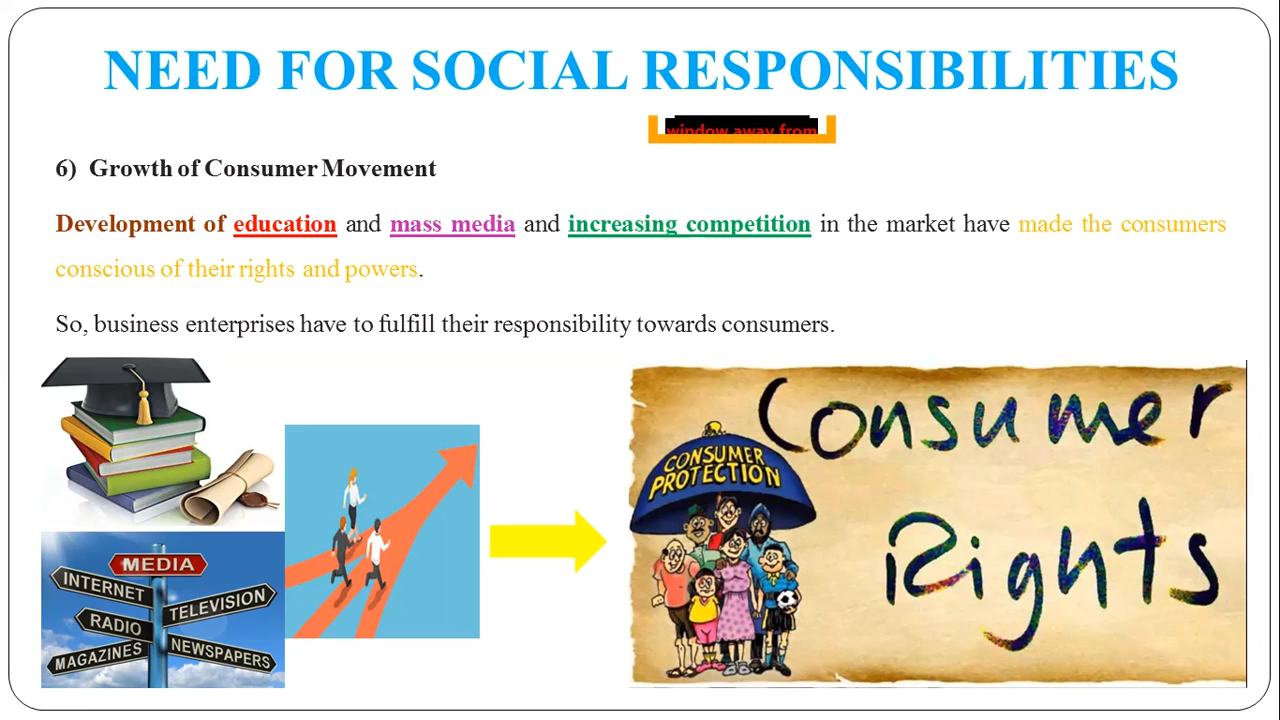 NEED FOR SOCIAL RESPONSIBILITIES
window away from
6) Growth of Consumer Movement
Development of education and mass media and increasing competition in the market have made the consumers
conscious of their rights and powers.
So, business enterprises have to fulfill their responsibility towards consumers.
MEDIA
INTERNET
TELEVISION
RADIO
MAGAZINES
NEWSPAPERS
CONSUMER
PROTECTION
Consumer
Rights